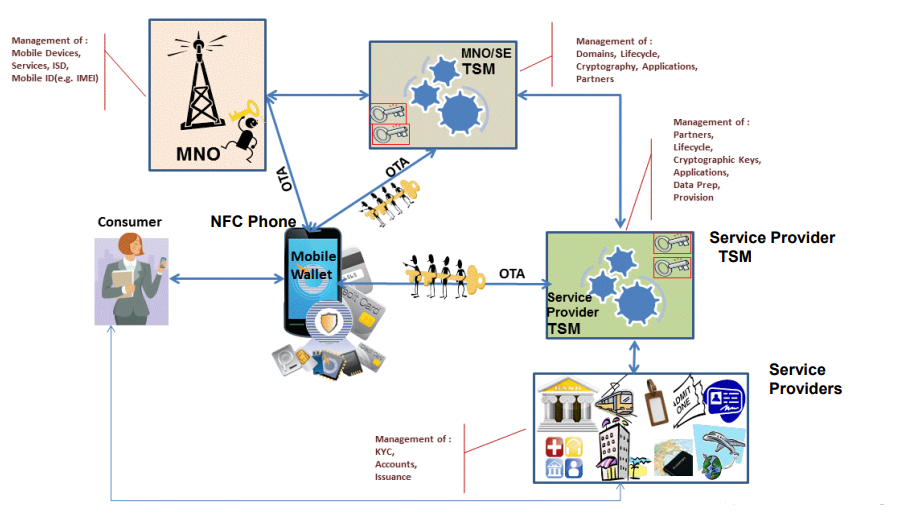 Management of :
Mobile Devices,
Services, ISD,
Mobile ID(e.g. IMEI)
MNO
MNO/SE
TSM
Management of :
Domains, Lifecycle,
Cryptography, Applications,
Partners
Management of :
Partners,
Lifecycle,
Cryptographic Keys,
Applications,
Data Prep,
Provision
OTA
OTA
Consumer
NFC Phone
Mobile
Wallet
OTA
Service Provider
TSM
Service
Provider
TSM
Service
Providers
BANK
ADMIT
ONE
Management of :
KYC,
Accounts,
Issuance